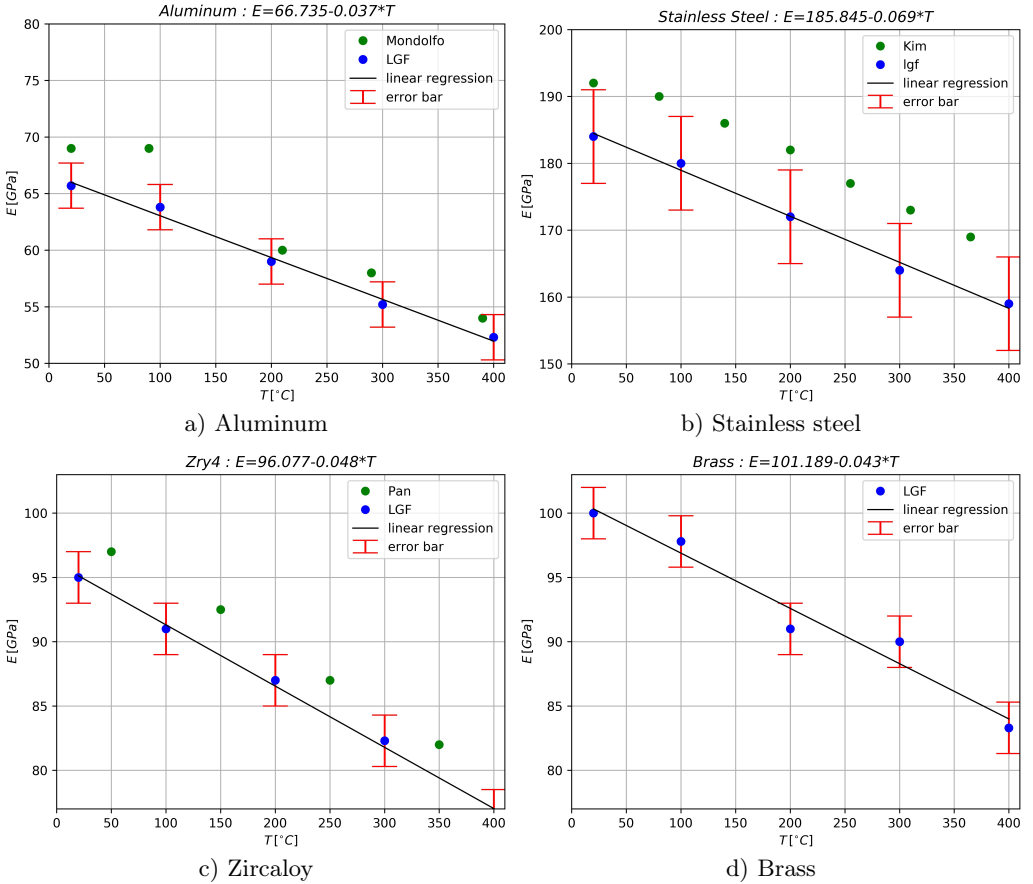 Aluminum : E=66.735-0.037*T
80
75
70
65
60
55
50
E [GPa]
Mondolfo
LGF
linear regression
error bar
0 50 100 150 200 250 300 350 400
T [°C]
a) Aluminum
Stainless Steel : E=185.845-0.069*T
200
190
180
170
160
150
E [GPa]
Kim
lgf
linear regression
error bar
0 50 100 150 200 250 300 350 400
T [°C]
b) Stainless steel
Zry4 : E=96.077-0.048*T
100
95
90
85
80
E [GPa]
Pan
LGF
linear regression
error bar
0 50 100 150 200 250 300 350 400
T [°C]
c) Zircaloy
Brass : E=101.189-0.043*T
100
95
90
85
80
E [GPa]
LGF
linear regression
error bar
0 50 100 150 200 250 300 350 400
T [°C]
d) Brass